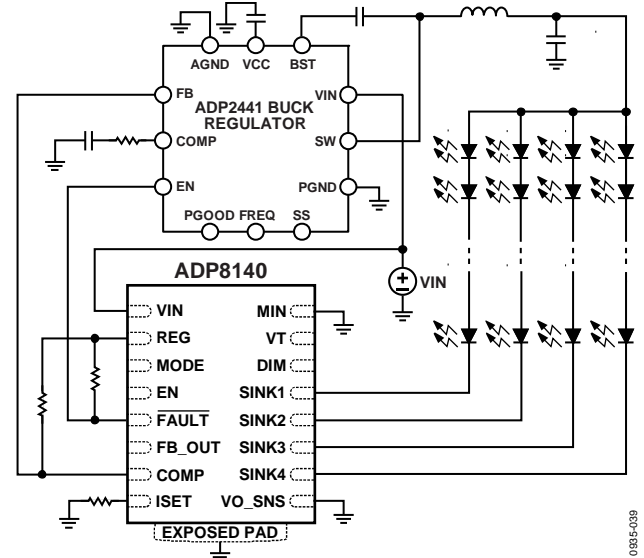 AGND VCC BST
FB
VIN
ADP2441 BUCK
REGULATOR
COMP
SW
EN
PGND
PGOOD FREQ SS
VIN
ADP8140
VIN
MIN
REG
VT
MODE
DIM
EN
SINK1
FAULT
SINK2
FB_OUT
SINK3
COMP
SINK4
ISET
VO_SNS
EXPOSED PAD
0935-039